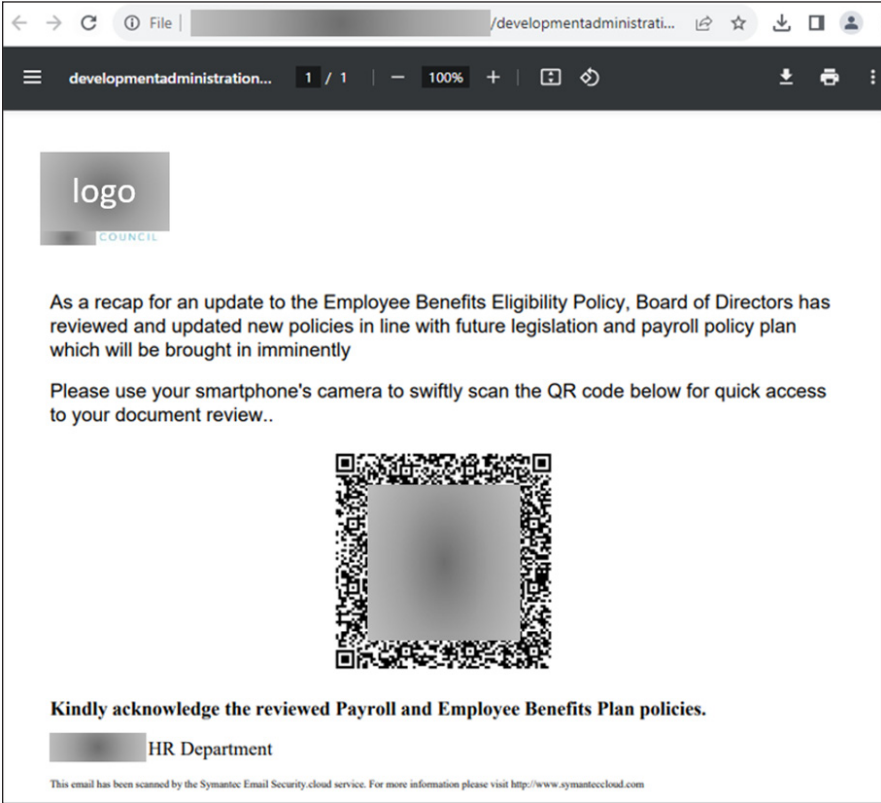 File
/developmentadministrati...
developmentadministration...
1 / 1
100%
logo
COUNCIL
As a recap for an update to the Employee Benefits Eligibility Policy, Board of Directors has
reviewed and updated new policies in line with future legislation and payroll policy plan
which will be brought in imminently
Please use your smartphone's camera to swiftly scan the QR code below for quick access
to your document review..
Kindly acknowledge the reviewed Payroll and Employee Benefits Plan policies.
HR Department
This email has been scanned by the Symantec Email Security.cloud service. For more information please visit http://www.symanteccloud.com